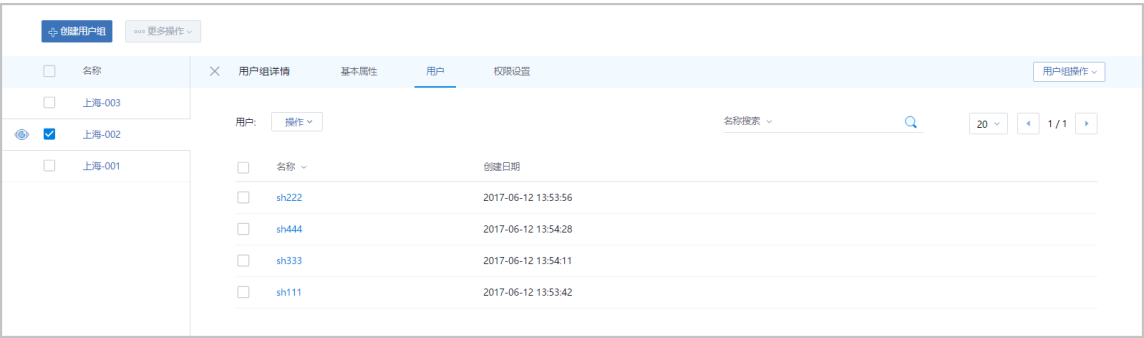 创建用户组 更多操作
名称 用户组详情 基本属性 用户 权限设置 用户组操作
上海-003
上海-002
上海-001
用户: 操作 名称搜索 20 1 / 1
名称 创建日期
sh222 2017-06-12 13:53:56
sh444 2017-06-12 13:54:28
sh333 2017-06-12 13:54:11
sh111 2017-06-12 13:53:42